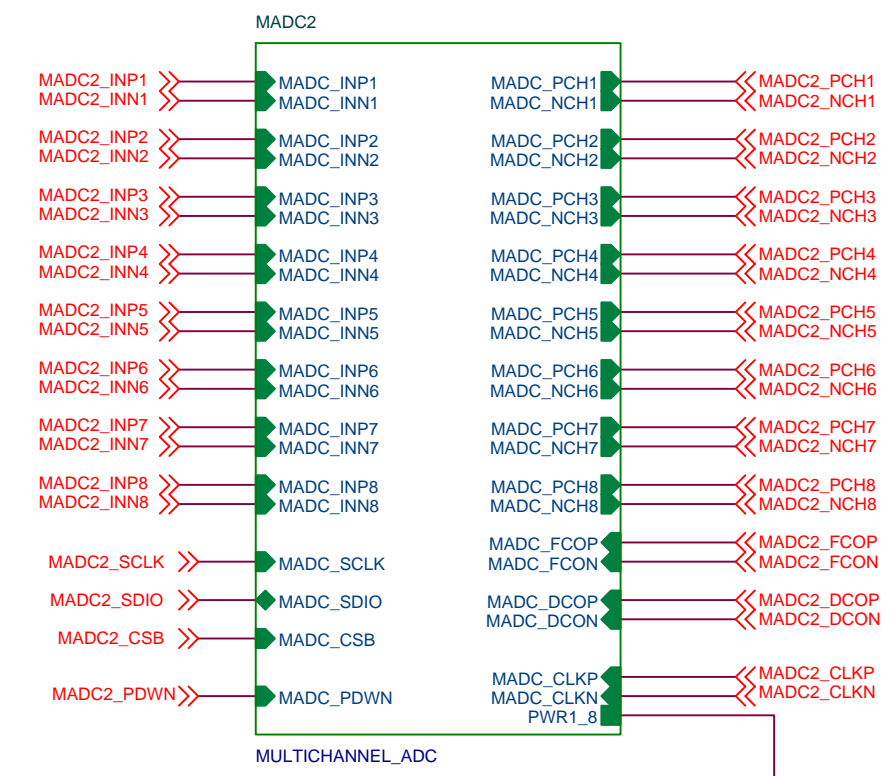 MADC2
MADC2_INP1 MADC_INP1 MADC_PCH1 MADC2_PCH1
MADC2_INN1 MADC_INN1 MADC_NCH1 MADC2_NCH1
MADC2_INP2 MADC_INP2 MADC_PCH2 MADC2_PCH2
MADC2_INN2 MADC_INN2 MADC_NCH2 MADC2_NCH2
MADC2_INP3 MADC_INP3 MADC_PCH3 MADC2_PCH3
MADC2_INN3 MADC_INN3 MADC_NCH3 MADC2_NCH3
MADC2_INP4 MADC_INP4 MADC_PCH4 MADC2_PCH4
MADC2_INN4 MADC_INN4 MADC_NCH4 MADC2_NCH4
MADC2_INP5 MADC_INP5 MADC_PCH5 MADC2_PCH5
MADC2_INN5 MADC_INN5 MADC_NCH5 MADC2_NCH5
MADC2_INP6 MADC_INP6 MADC_PCH6 MADC2_PCH6
MADC2_INN6 MADC_INN6 MADC_NCH6 MADC2_NCH6
MADC2_INP7 MADC_INP7 MADC_PCH7 MADC2_PCH7
MADC2_INN7 MADC_INN7 MADC_NCH7 MADC2_NCH7
MADC2_INP8 MADC_INP8 MADC_PCH8 MADC2_PCH8
MADC2_INN8 MADC_INN8 MADC_NCH8 MADC2_NCH8
MADC_FCOP MADC2_FCOP
MADC2_SCLK MADC_SCLK MADC_FCON MADC2_FCON
MADC2_SDIO MADC_SDIO MADC_DCOP MADC2_DCOP
MADC_DCON MADC2_DCON
MADC2_CSB MADC_CSB
MADC_CLKP MADC2_CLKP
MADC2_PDWN MADC_PDWN MADC_CLKN MADC2_CLKN
PWR1_8
MULTICHANNEL_ADC